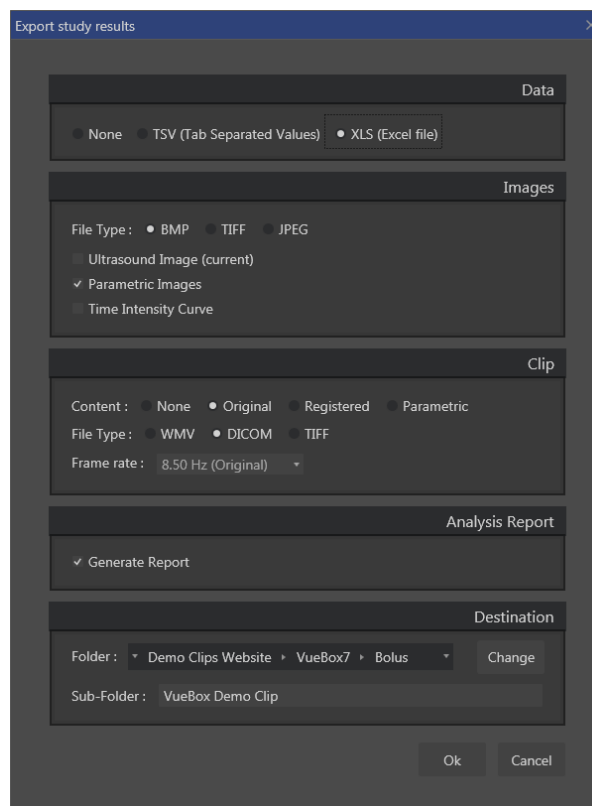 Export study results
Data
None TSV (Tab Separated Values) XLS (Excel file)
Images
File Type : BMP TIFF JPEG
Ultrasound Image (current)
Parametric Images
Time Intensity Curve
Clip
Content : None Original Registered Parametric
File Type : WMV DICOM TIFF
Frame rate : 8.50 Hz (Original)
Analysis Report
Generate Report
Destination
Folder : Demo Clips Website VueBox7 Bolus Change
Sub-Folder : VueBox Demo Clip
Ok Cancel